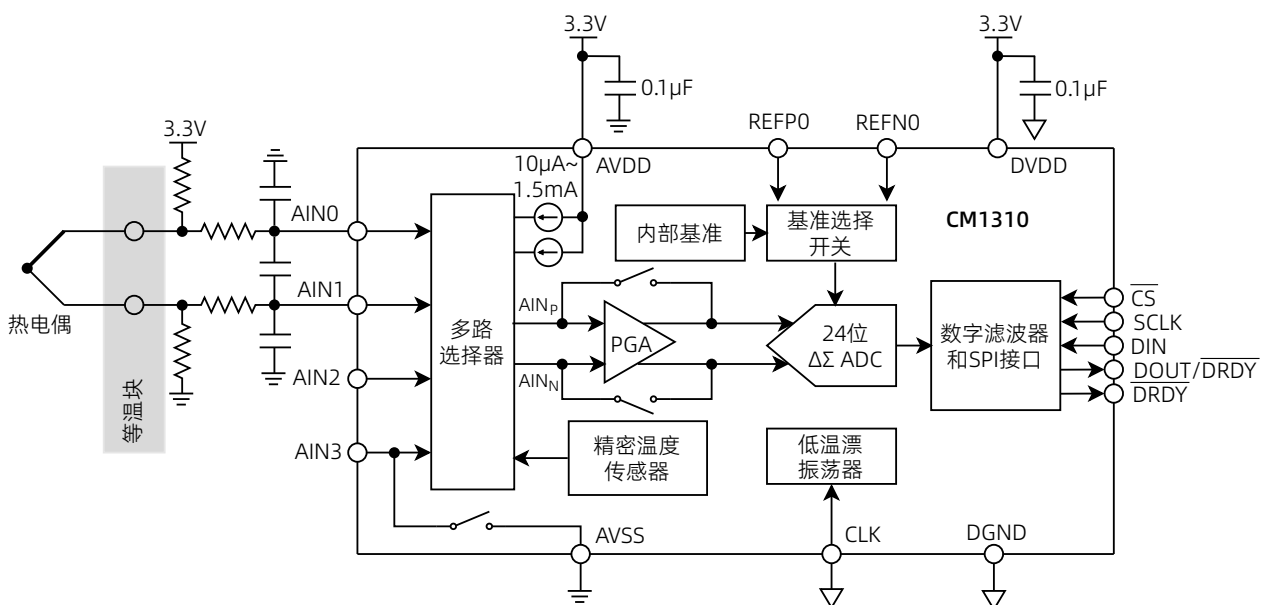 3.3V
3.3V
0.1μF
0.1μF
3.3V
REFP0
REFN0
AVDD
DVDD
10μA~
1.5mA
AIN0
CM1310
内部基准
基准选择
开关
AIN1
热电偶
等温块
AINP
AINN
多路
选择器
PGA
24位
ΔΣ ADC
数字滤波器
和SPI接口
CS
SCLK
DIN
DOUT/DRDY
DRDY
AIN2
AIN3
精密温度
传感器
低温漂
振荡器
AVSS
CLK
DGND